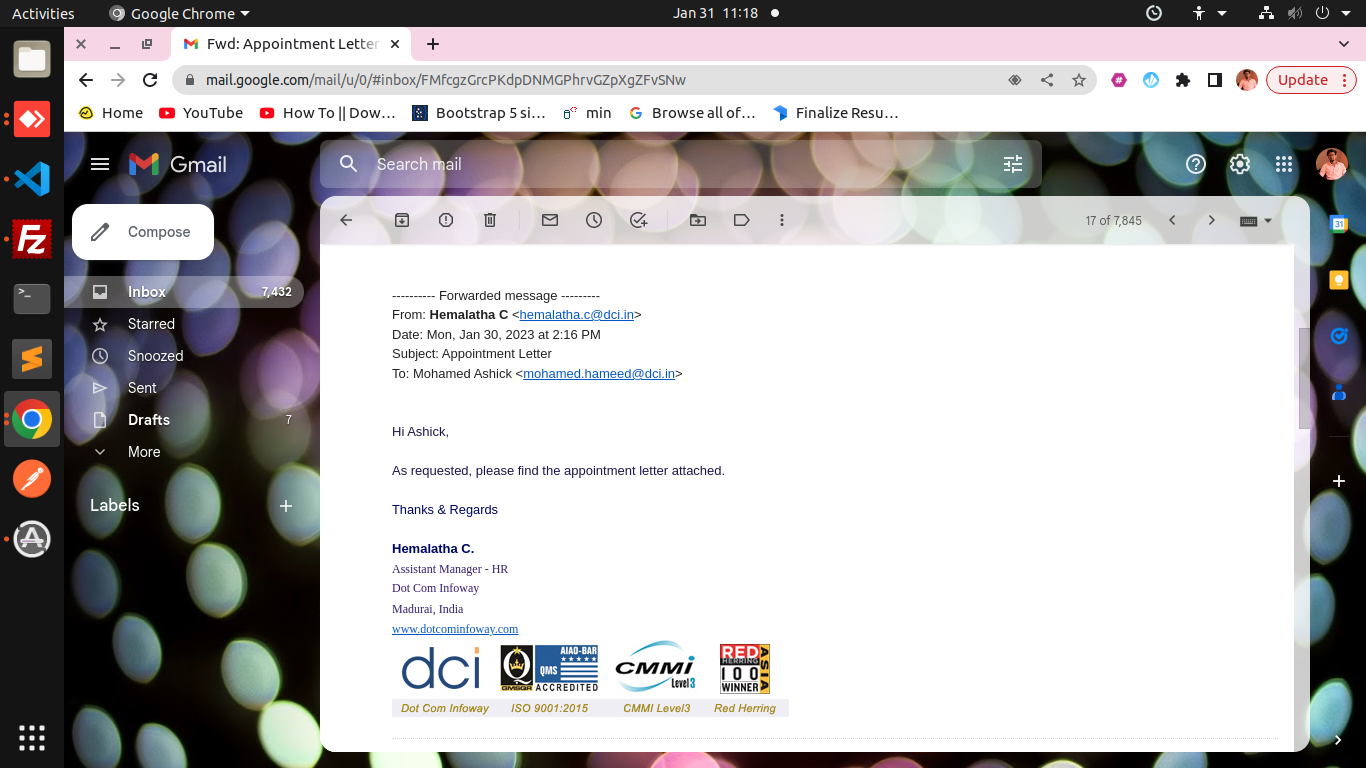 Activities
Google Chrome
Jan 31 11:18
Fwd: Appointment Letter
mail.google.com/mail/u/0/#inbox/FMfcgzGrcPKdpDNMGPhrvGZpXgZFvSNw
Update
Home
YouTube
How To || Dow…
Bootstrap 5 si…
min
Browse all of…
Finalize Resu…
Gmail
Search mail
Compose
17 of 7,845
Inbox 7,432
Starred
Snoozed
Sent
Drafts 7
More
Labels
---------- Forwarded message ---------
From: Hemalatha C <hemalatha.c@dci.in>
Date: Mon, Jan 30, 2023 at 2:16 PM
Subject: Appointment Letter
To: Mohamed Ashick <mohamed.hameed@dci.in>
Hi Ashick,
As requested, please find the appointment letter attached.
Thanks & Regards
Hemalatha C.
Assistant Manager - HR
Dot Com Infoway
Madurai, India
www.dotcominfoway.com
dci
Q
QMSCR
AIAO-BAR
QMS
ACCREDITED
CMMi
Level 3
RED
HERRING
100
WINNER
ASIA
Dot Com Infoway
ISO 9001:2015
CMMI Level3
Red Herring
31